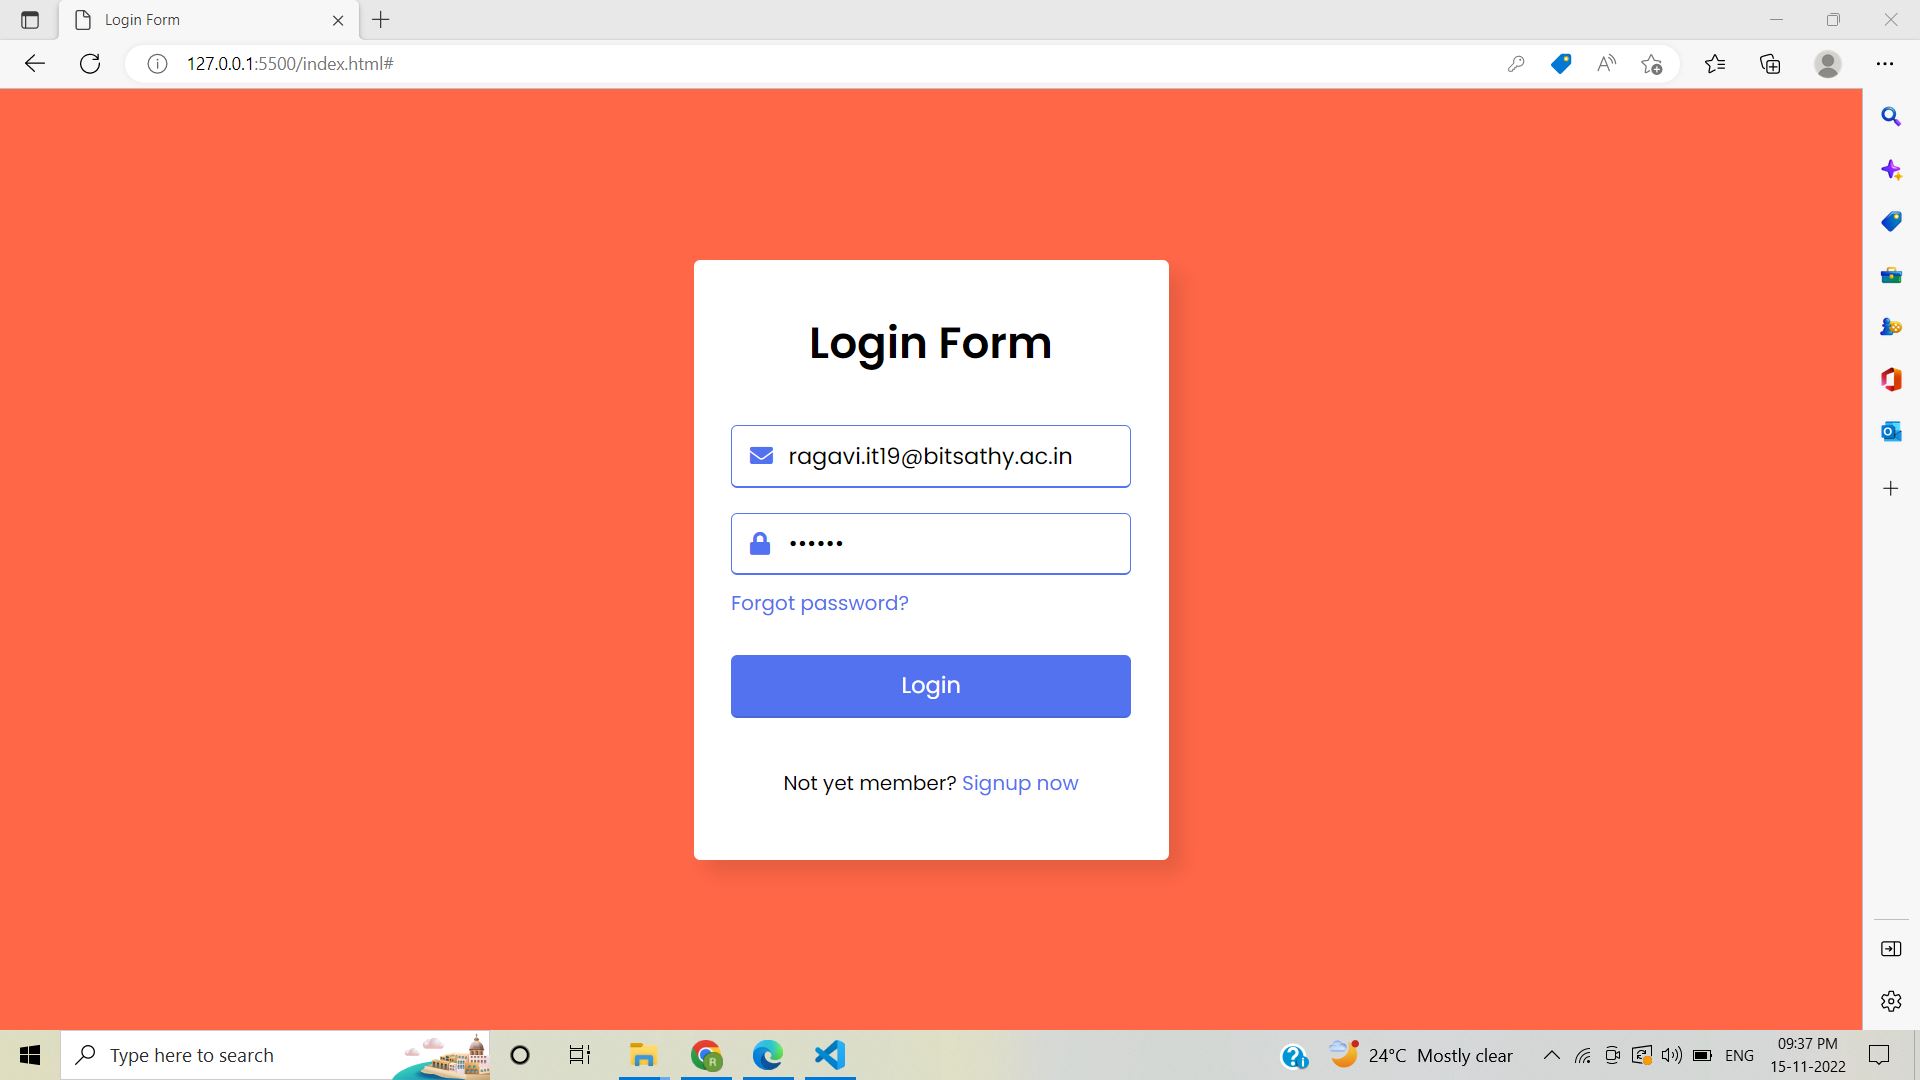 Login Form
127.0.0.1:5500/index.html#
Login Form
ragavi.it19@bitsathy.ac.in
••••••
Forgot password?
Login
Not yet member? Signup now
Type here to search
24°C Mostly clear
ENG
09:37 PM
15-11-2022